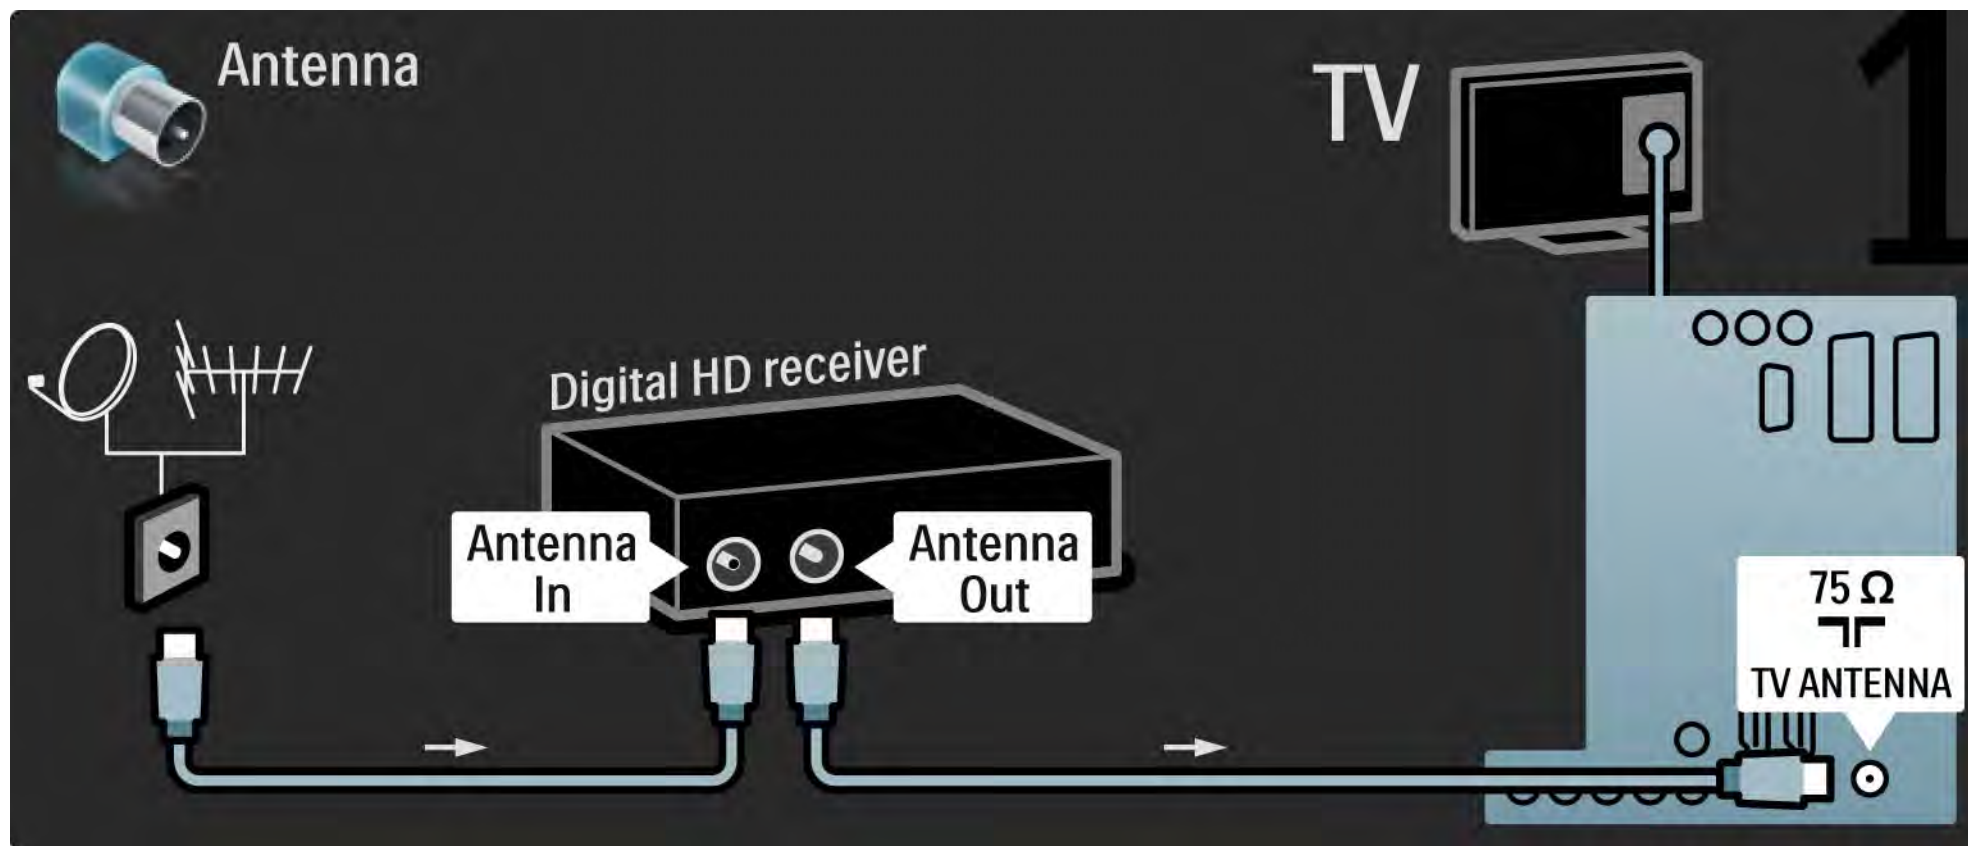 Antenna
TV
1
Digital HD receiver
Antenna
In
Antenna
Out
75 Ω
TV ANTENNA